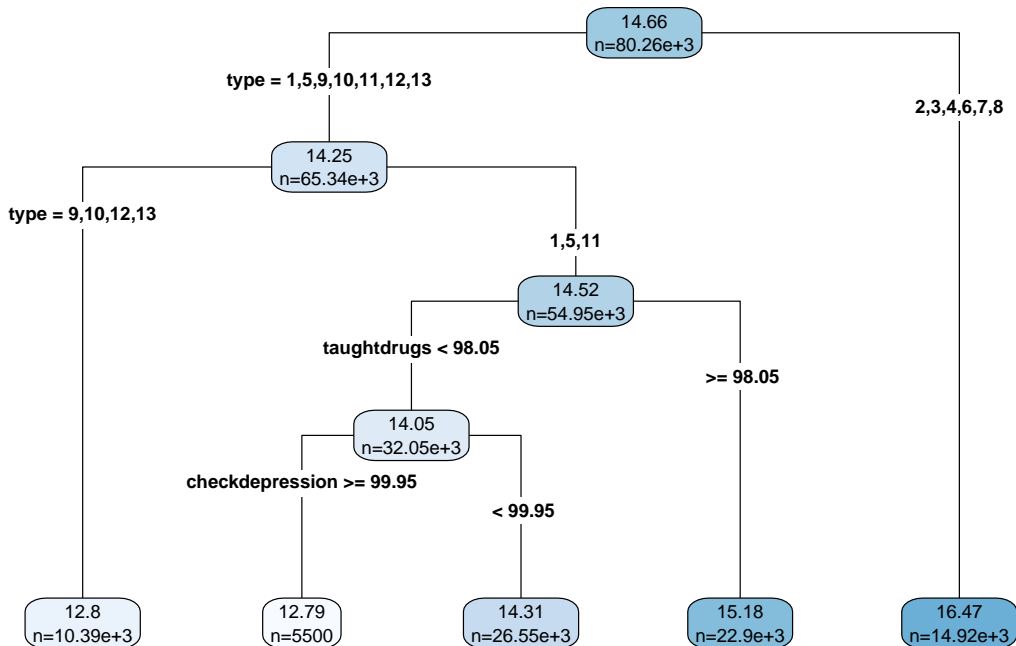 14.66
n=80.26e+3
type = 1,5,9,10,11,12,13
2,3,4,6,7,8
14.25
n=65.34e+3
type = 9,10,12,13
1,5,11
14.52
n=54.95e+3
taughtdrugs < 98.05
>= 98.05
14.05
n=32.05e+3
checkdepression >= 99.95
< 99.95
12.8
n=10.39e+3
12.79
n=5500
14.31
n=26.55e+3
15.18
n=22.9e+3
16.47
n=14.92e+3